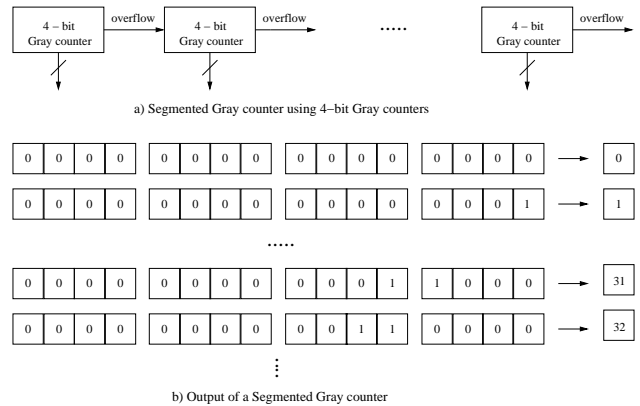 4 – bit Gray counter overflow 4 – bit Gray counter overflow ..... 4 – bit Gray counter overflow
a) Segmented Gray counter using 4–bit Gray counters
0 0 0 0 0 0 0 0 0 0 0 0 0 0 0 0 0
0 0 0 0 0 0 0 0 0 0 0 0 0 0 0 1 1
.....
0 0 0 0 0 0 0 0 0 0 0 1 1 0 0 0 31
0 0 0 0 0 0 0 0 0 0 1 1 0 0 0 0 32
b) Output of a Segmented Gray counter